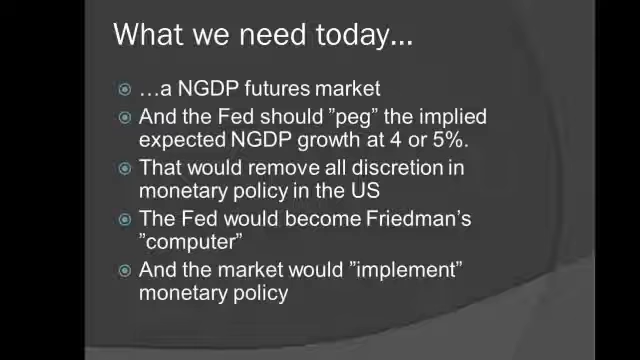 What we need today...
...a NGDP futures market
And the Fed should ”peg” the implied
expected NGDP growth at 4 or 5%.
That would remove all discretion in
monetary policy in the US
The Fed would become Friedman's
”computer”
And the market would ”implement”
monetary policy